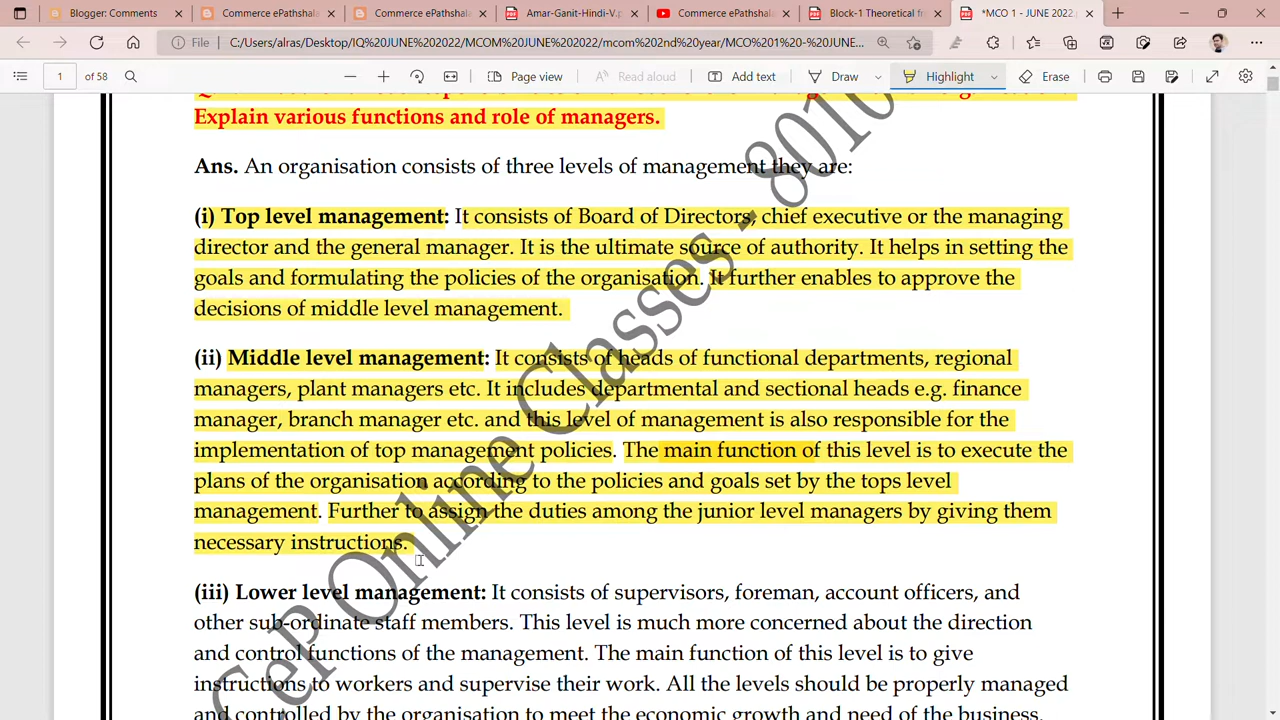 Blogger: Comments
Commerce ePathshal
Commerce ePathshal
Amar-Ganit-Hindi-V.p
Commerce ePathshal
Block-1 Theoretical fr
*MCO 1 - JUNE 2022.p
File
C:/Users/alras/Desktop/IQ%20JUNE%202022/MCOM%20JUNE%202022/mcom%202nd%20year/MCO%201%20-%20JUNE...
1 of 58
Page view
Read aloud
Add text
Draw
Highlight
Erase
Explain various functions and role of managers.
Ans. An organisation consists of three levels of management they are:
(i) Top level management: It consists of Board of Directors, chief executive or the managing
director and the general manager. It is the ultimate source of authority. It helps in setting the
goals and formulating the policies of the organisation. It further enables to approve the
decisions of middle level management.
(ii) Middle level management: It consists of heads of functional departments, regional
managers, plant managers etc. It includes departmental and sectional heads e.g. finance
manager, branch manager etc. and this level of management is also responsible for the
implementation of top management policies. The main function of this level is to execute the
plans of the organisation according to the policies and goals set by the tops level
management. Further to assign the duties among the junior level managers by giving them
necessary instructions.
(iii) Lower level management: It consists of supervisors, foreman, account officers, and
other sub-ordinate staff members. This level is much more concerned about the direction
and control functions of the management. The main function of this level is to give
instructions to workers and supervise their work. All the levels should be properly managed
and controlled by the organisation to meet the economic growth and need of the business.
CeP Online Classes - 8010